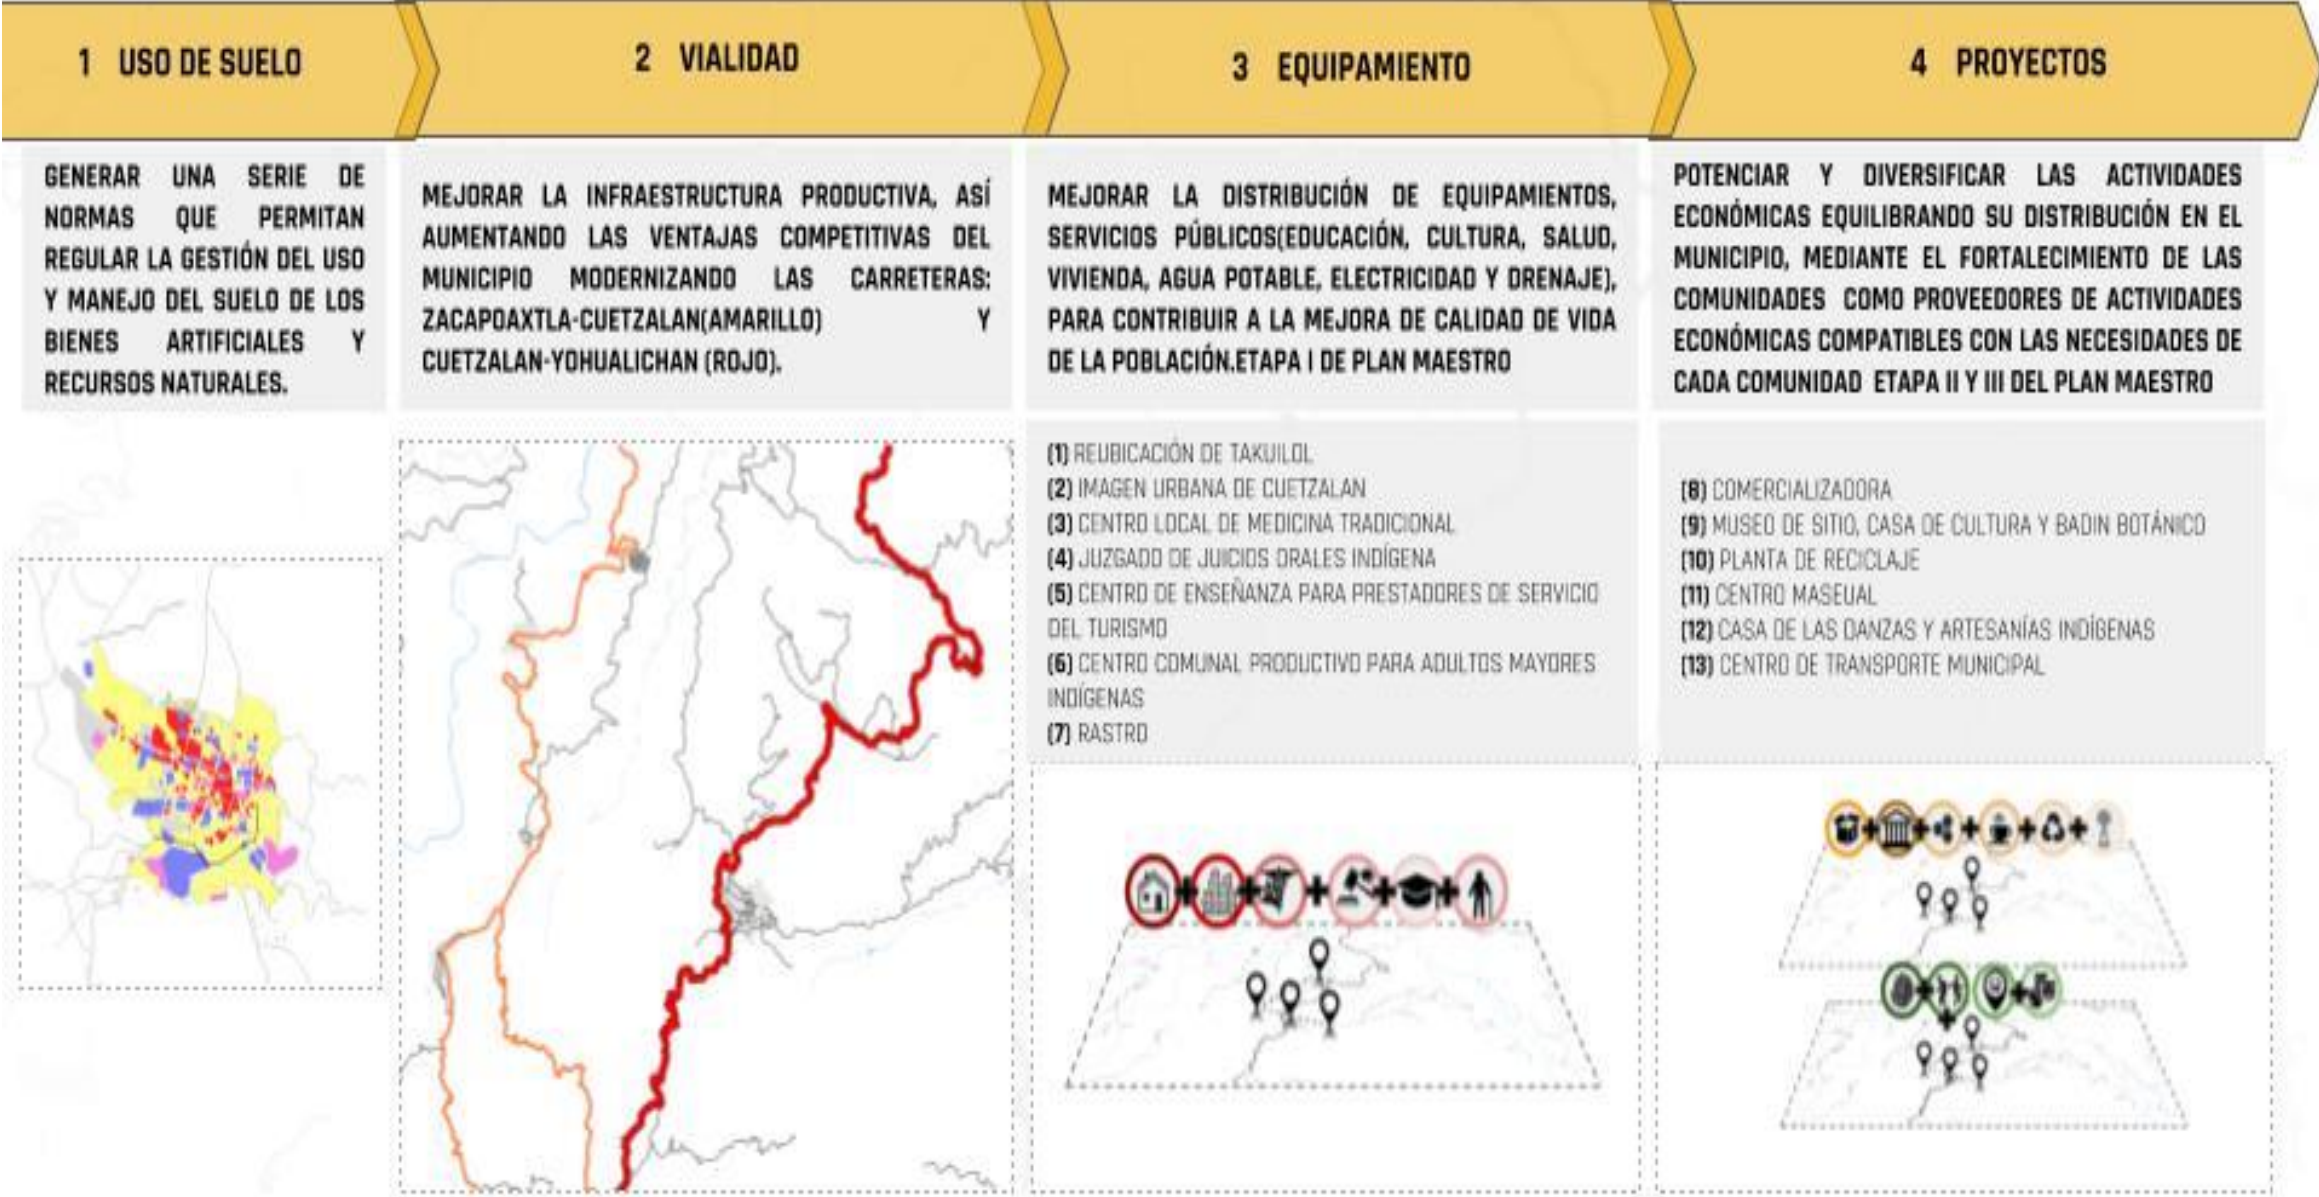 1 USO DE SUELO
2 VIALIDAD
3 EQUIPAMIENTO
4 PROYECTOS
GENERAR UNA SERIE DE
NORMAS QUE PERMITAN
REGULAR LA GESTIÓN DEL USO
Y MANEJO DEL SUELO DE LOS
BIENES ARTIFICIALES Y
RECURSOS NATURALES.
MEJORAR LA INFRAESTRUCTURA PRODUCTIVA, ASÍ
AUMENTANDO LAS VENTAJAS COMPETITIVAS DEL
MUNICIPIO MODERNIZANDO LAS CARRETERAS:
ZACAPOAXTLA-CUETZALAN(AMARILLO) Y
CUETZALAN-YOHUALICHAN (ROJO).
MEJORAR LA DISTRIBUCIÓN DE EQUIPAMIENTOS,
SERVICIOS PÚBLICOS(EDUCACIÓN, CULTURA, SALUD,
VIVIENDA, AGUA POTABLE, ELECTRICIDAD Y DRENAJE),
PARA CONTRIBUIR A LA MEJORA DE CALIDAD DE VIDA
DE LA POBLACIÓN.ETAPA I DE PLAN MAESTRO
POTENCIAR Y DIVERSIFICAR LAS ACTIVIDADES
ECONÓMICAS EQUILIBRANDO SU DISTRIBUCIÓN EN EL
MUNICIPIO, MEDIANTE EL FORTALECIMIENTO DE LAS
COMUNIDADES COMO PROVEEDORES DE ACTIVIDADES
ECONÓMICAS COMPATIBLES CON LAS NECESIDADES DE
CADA COMUNIDAD ETAPA II Y III DEL PLAN MAESTRO
(1) REUBICACIÓN DE TAKUILOL
(2) IMAGEN URBANA DE CUETZALAN
(3) CENTRO LOCAL DE MEDICINA TRADICIONAL
(4) JUZGADO DE JUICIOS ORALES INDÍGENA
(5) CENTRO DE ENSEÑANZA PARA PRESTADORES DE SERVICIO
DEL TURISMO
(6) CENTRO COMUNAL PRODUCTIVO PARA ADULTOS MAYORES
INDÍGENAS
(7) RASTRO
(8) COMERCIALIZADORA
(9) MUSEO DE SITIO, CASA DE CULTURA Y BADIN BOTÁNICO
(10) PLANTA DE RECICLAJE
(11) CENTRO MASEUAL
(12) CASA DE LAS DANZAS Y ARTESANÍAS INDÍGENAS
(13) CENTRO DE TRANSPORTE MUNICIPAL